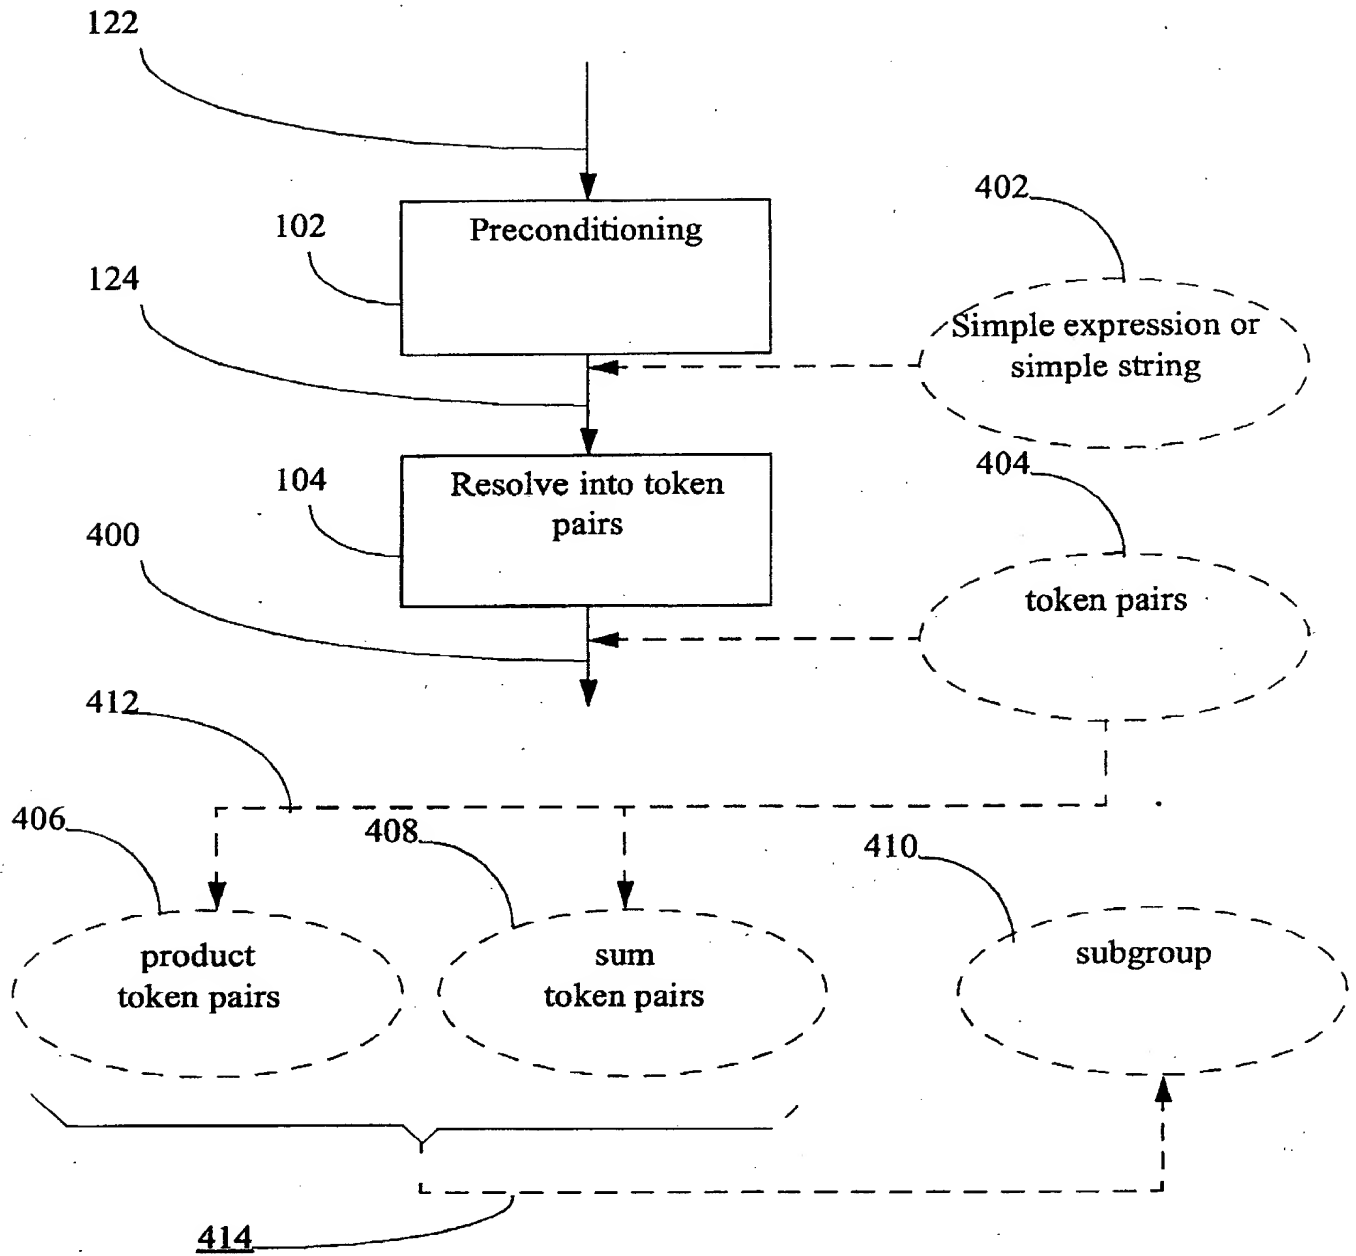 122
402
102
Preconditioning
124
Simple expression or
simple string
404
104
Resolve into token
pairs
400
token pairs
412
406
408
410
product
token pairs
sum
token pairs
subgroup
414